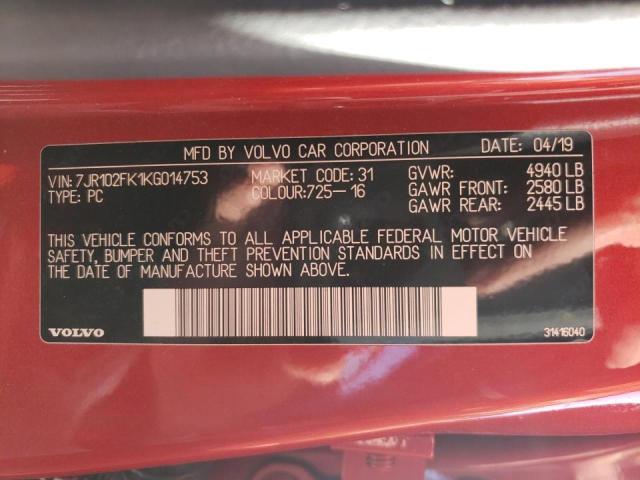 MFD BY VOLVO CAR CORPORATION DATE: 04/19
VIN: 7JR102FK1KG014753 MARKET CODE: 31 GVWR: 4940 LB
TYPE: PC COLOUR:725-16 GAWR FRONT: 2580 LB
GAWR REAR: 2445 LB
THIS VEHICLE CONFORMS TO ALL APPLICABLE FEDERAL MOTOR VEHICLE
SAFETY, BUMPER AND THEFT PREVENTION STANDARDS IN EFFECT ON
THE DATE OF MANUFACTURE SHOWN ABOVE.
VOLVO 31416040